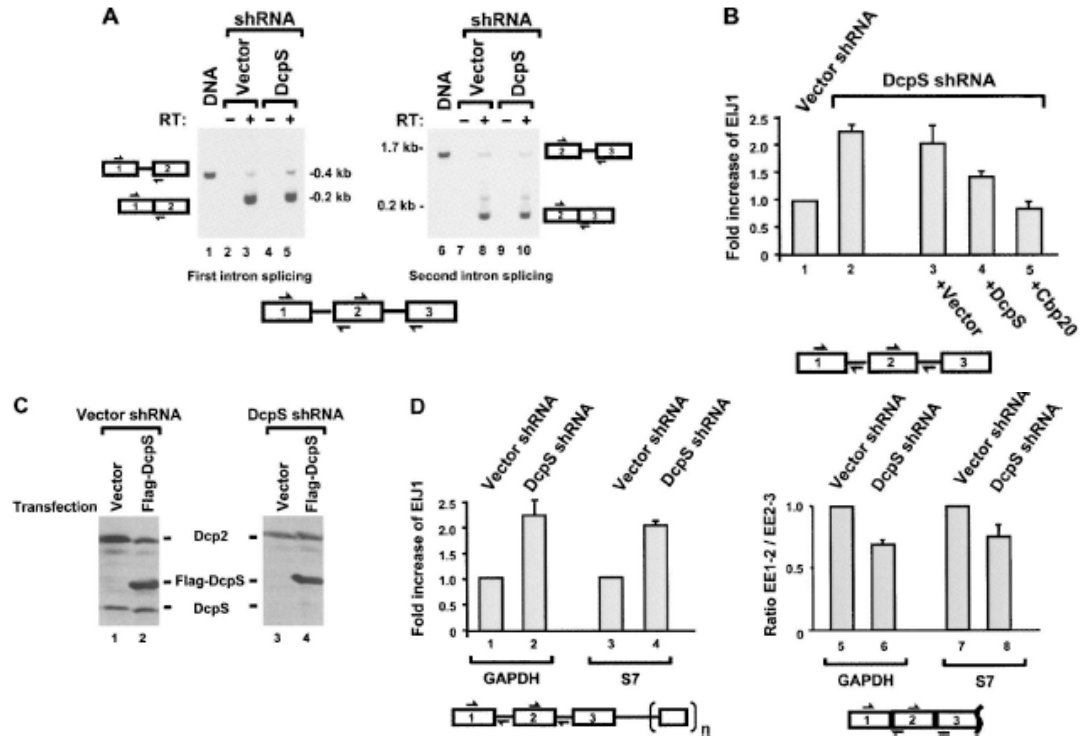 A
shRNA
shRNA
DNA
Vector
DcpS
DNA
Vector
DcpS
RT: – + – +
RT: – + – +
1 2
1 2
-0.4 kb
-0.2 kb
1.7 kb-
0.2 kb -
2 3
2 3
1 2 3 4 5
6 7 8 9 10
First intron splicing
Second intron splicing
1 2 3
B
Vector shRNA
DcpS shRNA
Fold increase of EIJ1
2.5
2.0
1.5
1.0
0.5
0
1 2 3 4 5
+Vector
+DcpS
+Cbp20
1 2 3
C
Vector shRNA
DcpS shRNA
Transfection
Vector
Flag-DcpS
Vector
Flag-DcpS
- Dcp2 -
- Flag-DcpS -
- DcpS -
1 2
3 4
D
Vector shRNA
DcpS shRNA
Vector shRNA
DcpS shRNA
Fold increase of EIJ1
2.5
2.0
1.5
1.0
0.5
0
1 2 3 4
GAPDH
S7
1 2 3 n
Vector shRNA
DcpS shRNA
Vector shRNA
DcpS shRNA
Ratio EE1-2 / EE2-3
1.0
0.5
0
5 6 7 8
GAPDH
S7
1 2 3